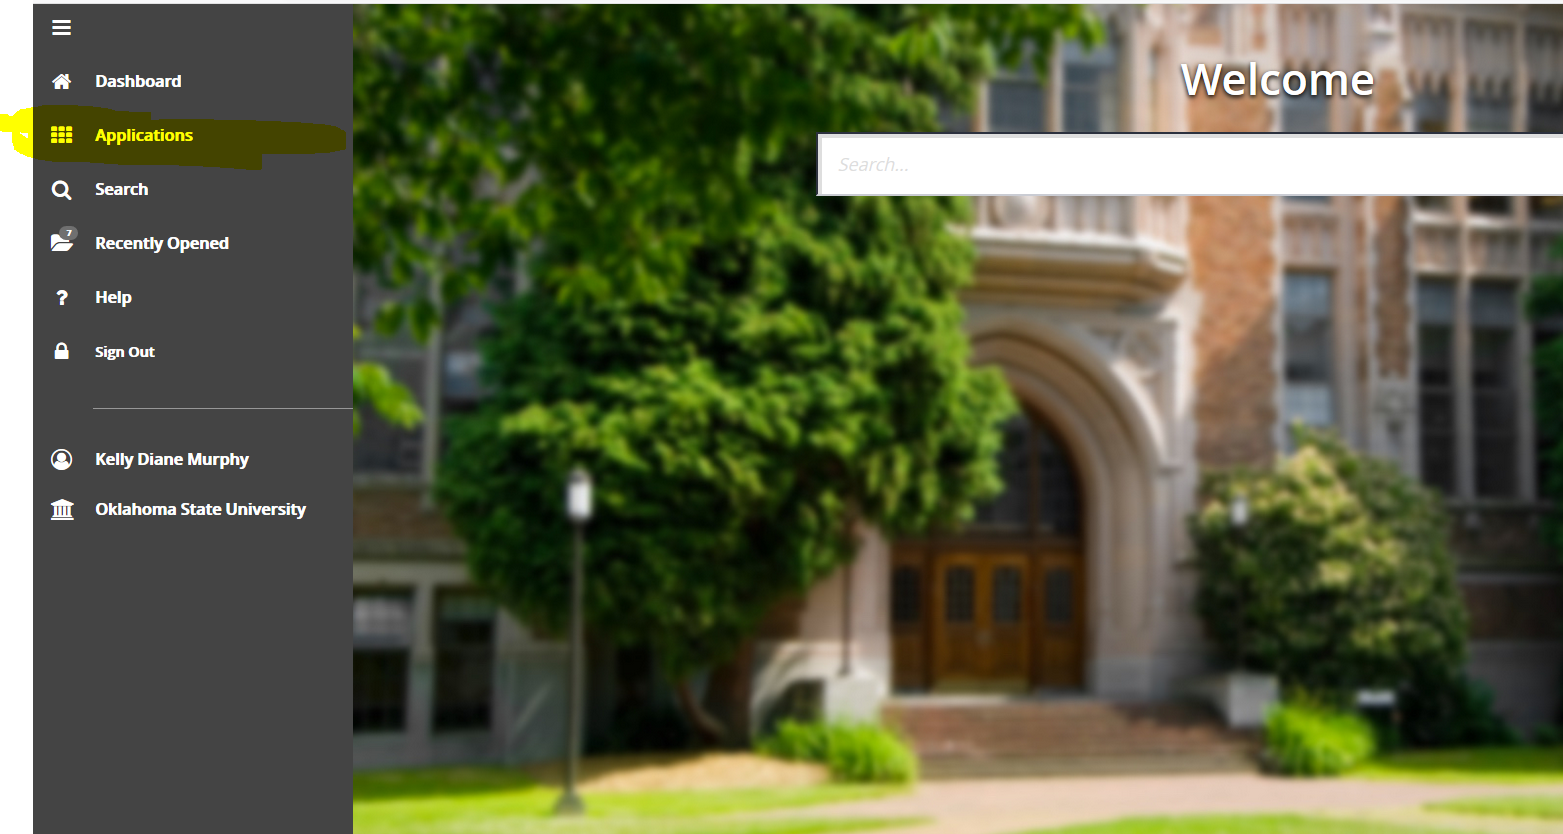 Dashboard
Applications
Search
7
Recently Opened
Help
Sign Out
Kelly Diane Murphy
Oklahoma State University
Welcome
Search...